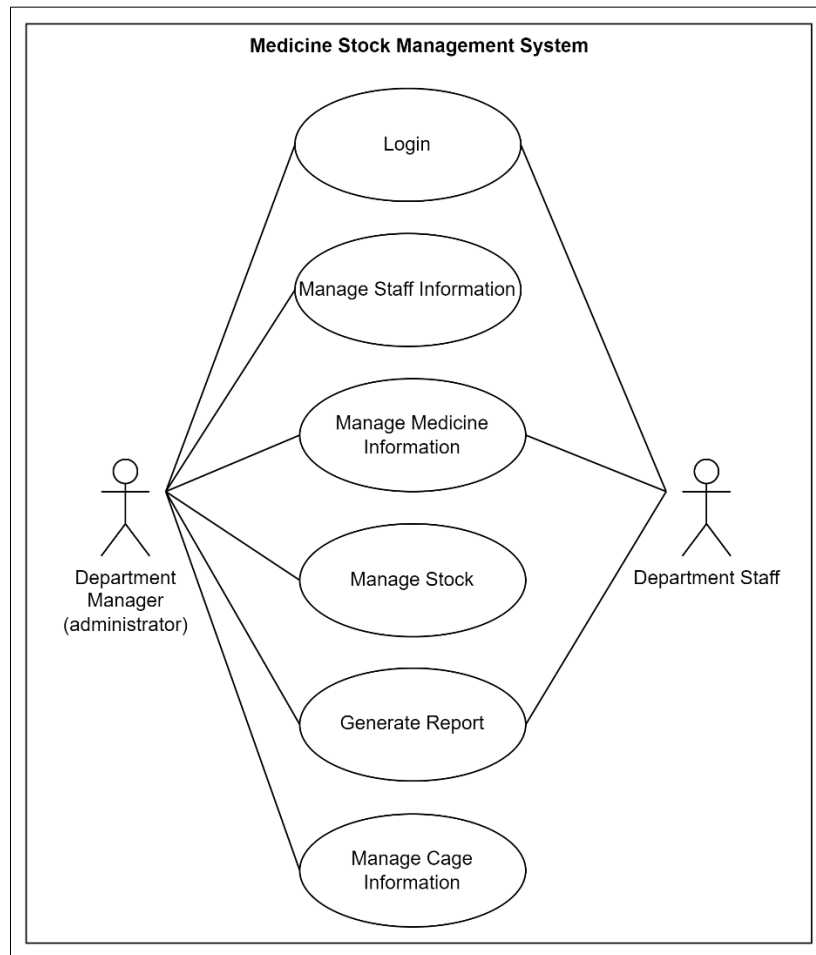 Medicine Stock Management System
Login
Manage Staff Information
Manage Medicine
Information
Department
Manager
(administrator)
Manage Stock
Department Staff
Generate Report
Manage Cage
Information